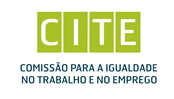 CITE
COMISSÃO PARA A IGUALDADE
NO TRABALHO E NO EMPREGO